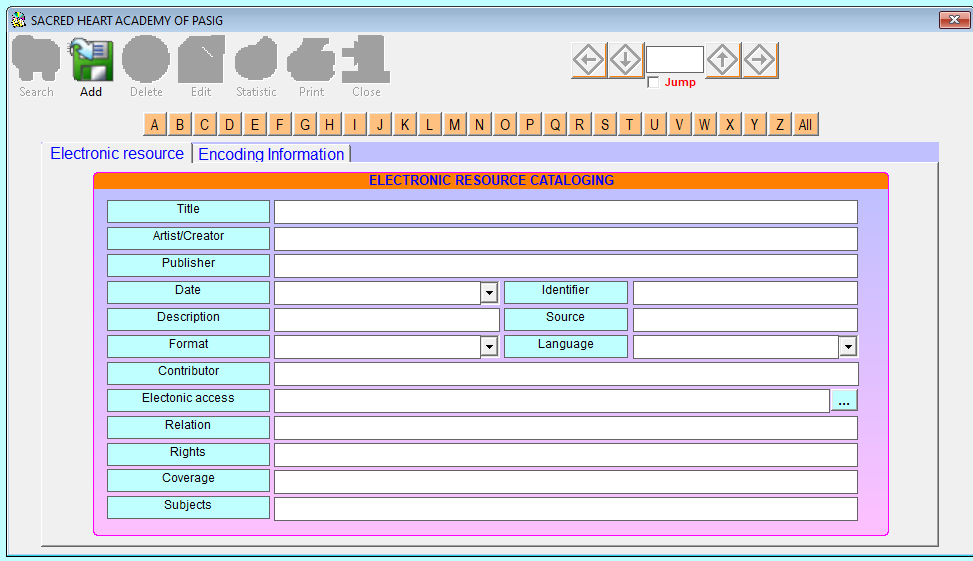 SACRED HEART ACADEMY OF PASIG
Search Add Delete Edit Statistic Print Close
Jump
A B C D E F G H I J K L M N O P Q R S T U V W X Y Z All
Electronic resource Encoding Information
ELECTRONIC RESOURCE CATALOGING
Title
Artist/Creator
Publisher
Date Identifier
Description Source
Format Language
Contributor
Electonic access ...
Relation
Rights
Coverage
Subjects